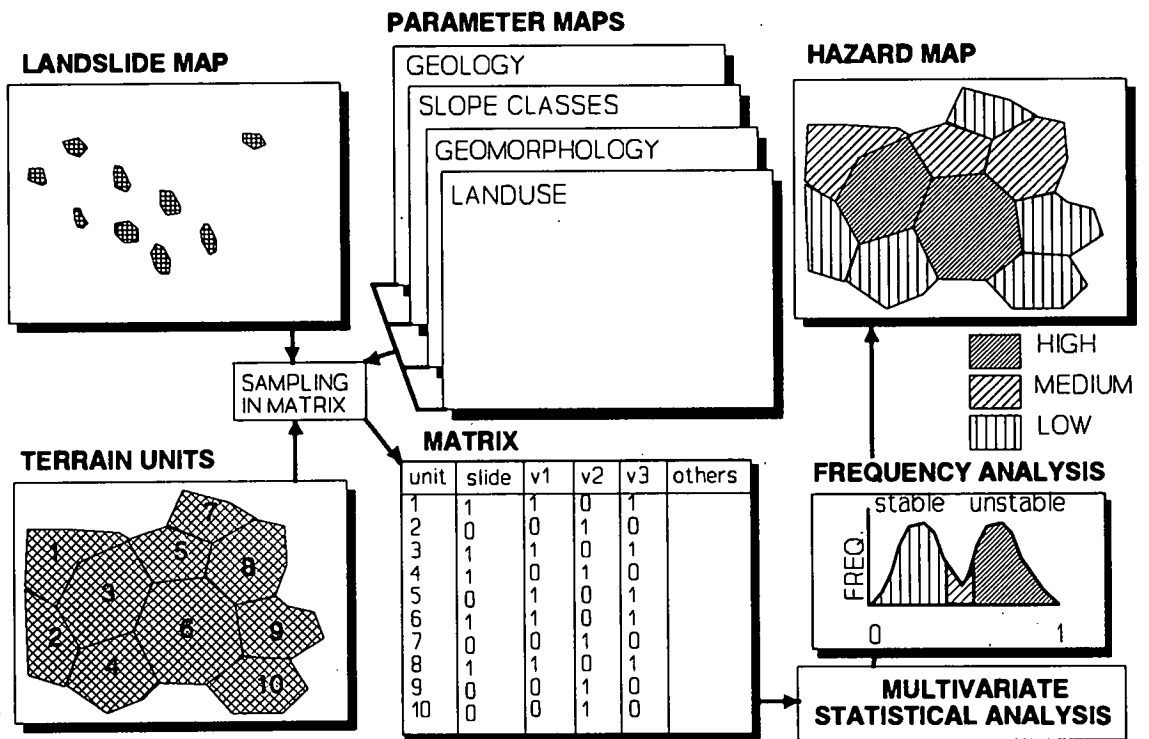 PARAMETER MAPS
LANDSLIDE MAP
GEOLOGY
SLOPE CLASSES
GEOMORPHOLOGY
LANDUSE
HAZARD MAP
HIGH
MEDIUM
LOW
SAMPLING
IN MATRIX
TERRAIN UNITS
1
2
3
4
5
6
7
8
9
10
MATRIX
unit slide v1 v2 v3 others
1 1 1 0 1
2 0 0 1 0
3 1 1 0 1
4 1 0 1 0
5 0 1 0 1
6 1 1 0 1
7 0 0 1 0
8 1 1 0 1
9 0 0 1 0
10 0 0 1 0
FREQUENCY ANALYSIS
stable unstable
FREQ.
0 1
MULTIVARIATE
STATISTICAL ANALYSIS